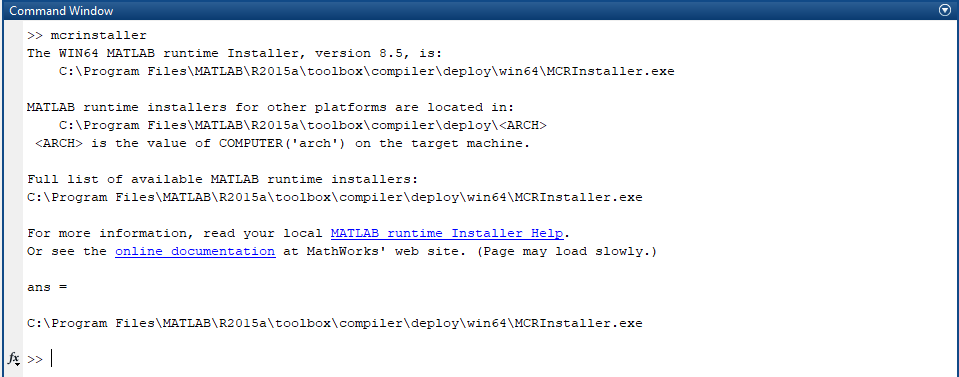 Command Window
>> mcrinstaller
The WIN64 MATLAB runtime Installer, version 8.5, is:
    C:\Program Files\MATLAB\R2015a\toolbox\compiler\deploy\win64\MCRInstaller.exe
MATLAB runtime installers for other platforms are located in:
    C:\Program Files\MATLAB\R2015a\toolbox\compiler\deploy\<ARCH>
 <ARCH> is the value of COMPUTER('arch') on the target machine.
Full list of available MATLAB runtime installers:
C:\Program Files\MATLAB\R2015a\toolbox\compiler\deploy\win64\MCRInstaller.exe
For more information, read your local MATLAB runtime Installer Help.
Or see the online documentation at MathWorks' web site. (Page may load slowly.)
ans =
C:\Program Files\MATLAB\R2015a\toolbox\compiler\deploy\win64\MCRInstaller.exe
fx >>